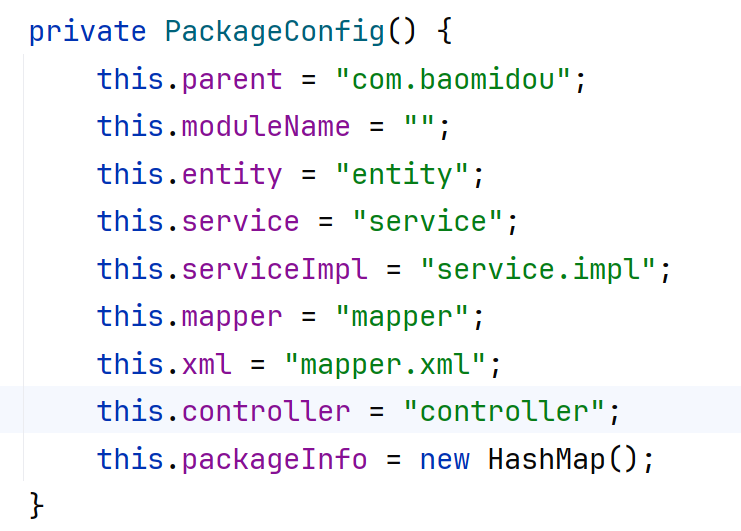 private PackageConfig() {
    this.parent = "com.baomidou";
    this.moduleName = "";
    this.entity = "entity";
    this.service = "service";
    this.serviceImpl = "service.impl";
    this.mapper = "mapper";
    this.xml = "mapper.xml";
    this.controller = "controller";
    this.packageInfo = new HashMap();
}